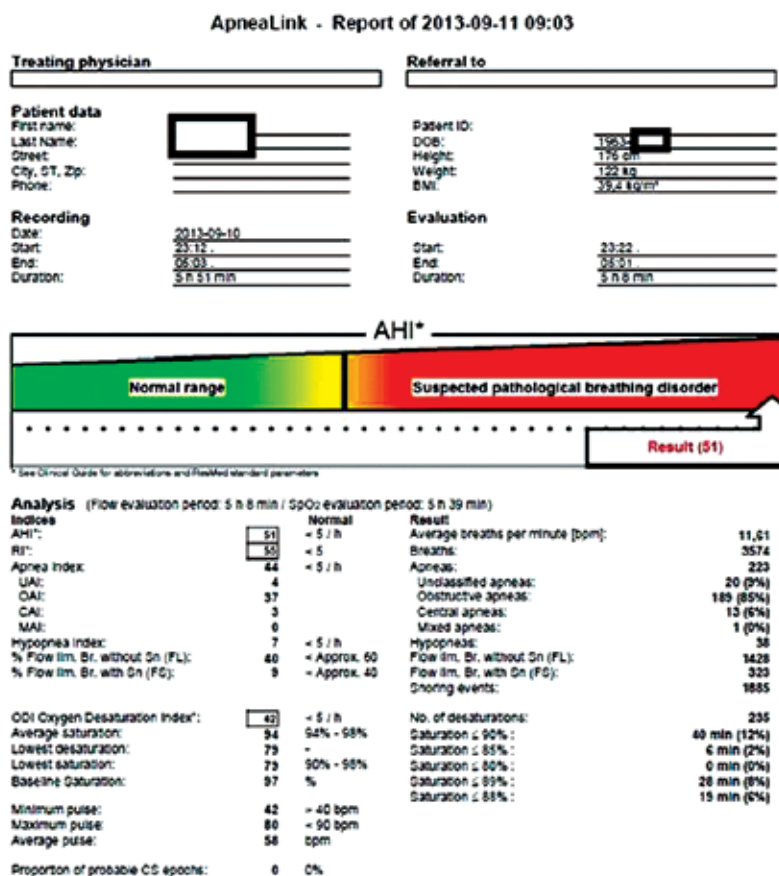 ApneaLink - Report of 2013-09-11 09:03
Treating physician Referral to
Patient data
First name: Patient ID:
Last Name: DOB: 1963-
Street: Height: 176 cm
City, ST, Zip: Weight: 122 kg
Phone: BMI: 39,4 kg/m²
Recording Evaluation
Date: 2013-09-10
Start: 23:12 . Start: 23:22 .
End: 05:03 . End: 05:01 .
Duration: 5 h 51 min Duration: 5 h 8 min
AHI*
Normal range Suspected pathological breathing disorder
Result (51)
* See Clinical Guide for abbreviations and ResMed standard parameters
Analysis (Flow evaluation period: 5 h 8 min / SpO2 evaluation period: 5 h 39 min)
Indices Normal Result
AHI*: 51 < 5 / h Average breaths per minute [bpm]: 11,61
RI*: 55 < 5 Breaths: 3574
Apnea index: 44 < 5 / h Apneas: 223
UAI: 4 Unclassified apneas: 20 (9%)
OAI: 37 Obstructive apneas: 189 (85%)
CAI: 3 Central apneas: 13 (6%)
MAI: 0 Mixed apneas: 1 (0%)
Hypopnea index: 7 < 5 / h Hypopneas: 38
% Flow lim. Br. without Sn (FL): 40 < Approx. 60 Flow lim. Br. without Sn (FL): 1428
% Flow lim. Br. with Sn (FS): 9 < Approx. 40 Flow lim. Br. with Sn (FS): 323
Snoring events: 1885
ODI Oxygen Desaturation Index*: 42 < 5 / h No. of desaturations: 235
Average saturation: 94 94% - 98% Saturation ≤ 90% : 40 min (12%)
Lowest desaturation: 79 - Saturation ≤ 85% : 6 min (2%)
Lowest saturation: 79 90% - 98% Saturation ≤ 80% : 0 min (0%)
Baseline Saturation: 97 % Saturation ≤ 89% : 28 min (8%)
Saturation ≤ 88% : 19 min (6%)
Minimum pulse: 42 > 40 bpm
Maximum pulse: 80 < 90 bpm
Average pulse: 58 bpm
Proportion of probable CS epochs: 0 0%